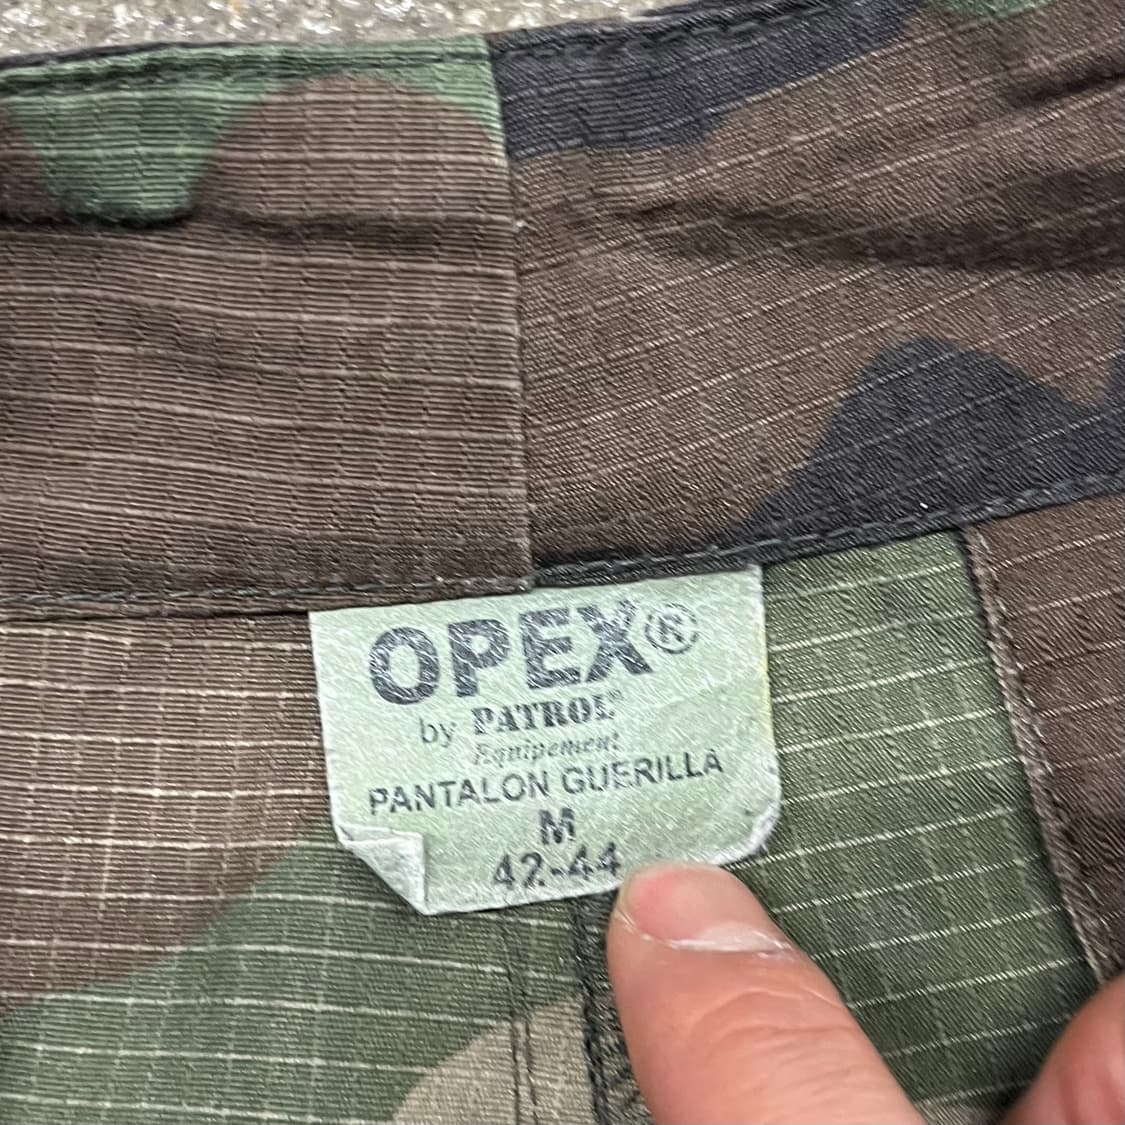 OPEX®
by PATROL
Equipement
PANTALON GUERILLA
M
42-44